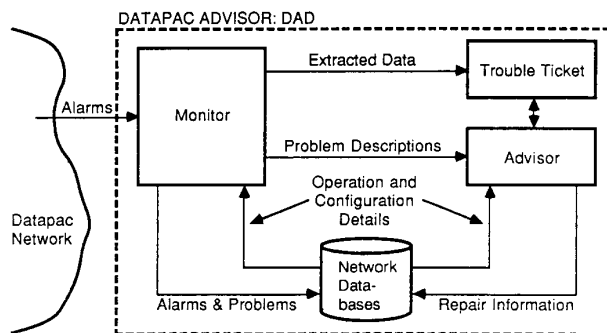 DATAPAC ADVISOR: DAD
Extracted Data
Trouble Ticket
Alarms
Monitor
Problem Descriptions
Advisor
Operation and
Configuration
Details
Datapac
Network
Network
Data-
bases
Alarms & Problems
Repair Information